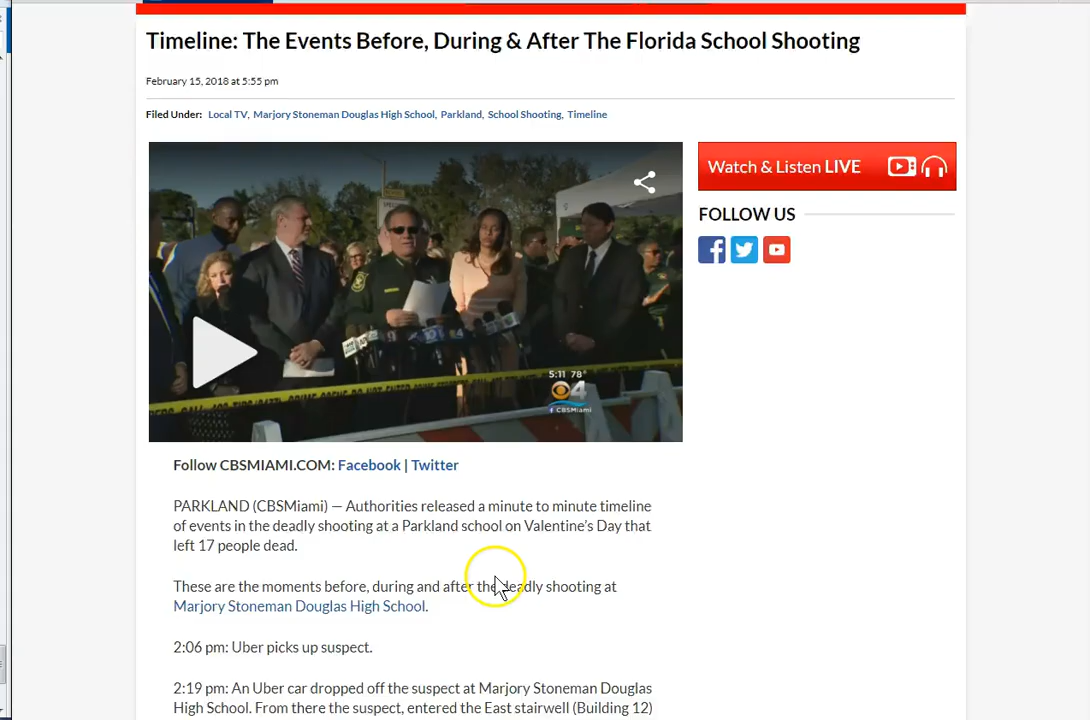 Timeline: The Events Before, During & After The Florida School Shooting
February 15, 2018 at 5:55 pm
Filed Under: Local TV, Marjory Stoneman Douglas High School, Parkland, School Shooting, Timeline
Watch & Listen LIVE
FOLLOW US
5:11 78°
4
CBSMiami
Follow CBSMIAMI.COM: Facebook | Twitter
PARKLAND (CBSMiami) — Authorities released a minute to minute timeline
of events in the deadly shooting at a Parkland school on Valentine's Day that
left 17 people dead.
These are the moments before, during and after the deadly shooting at
Marjory Stoneman Douglas High School.
2:06 pm: Uber picks up suspect.
2:19 pm: An Uber car dropped off the suspect at Marjory Stoneman Douglas
High School. From there the suspect, entered the East stairwell (Building 12)